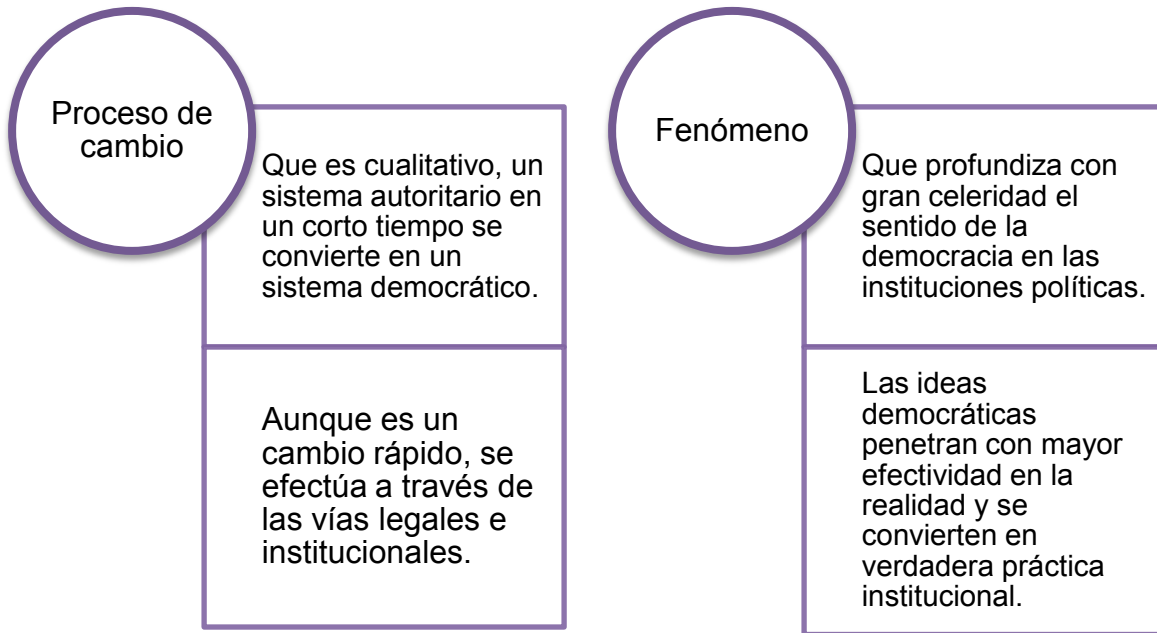 Proceso de
cambio
Que es cualitativo, un
sistema autoritario en
un corto tiempo se
convierte en un
sistema democrático.
Aunque es un
cambio rápido, se
efectúa a través de
las vías legales e
institucionales.
Fenómeno
Que profundiza con
gran celeridad el
sentido de la
democracia en las
instituciones políticas.
Las ideas
democráticas
penetran con mayor
efectividad en la
realidad y se
convierten en
verdadera práctica
institucional.